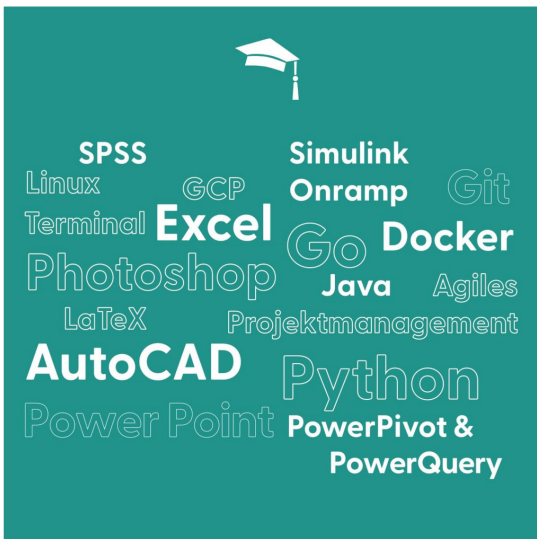 SPSS
Simulink
Onramp
Linux
Terminal
GCP
Git
Excel
Go
Docker
Photoshop
Java
Agiles
Projektmanagement
LaTeX
AutoCAD
Python
Power Point
PowerPivot &
PowerQuery